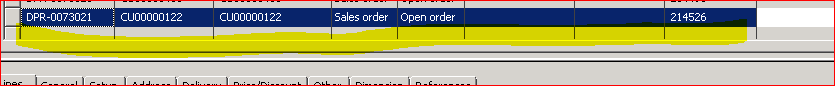 DPR-0073021 CU00000122 CU00000122 Sales order Open order 214526
General Setup Address Delivery Price/Discount Other Dimension References